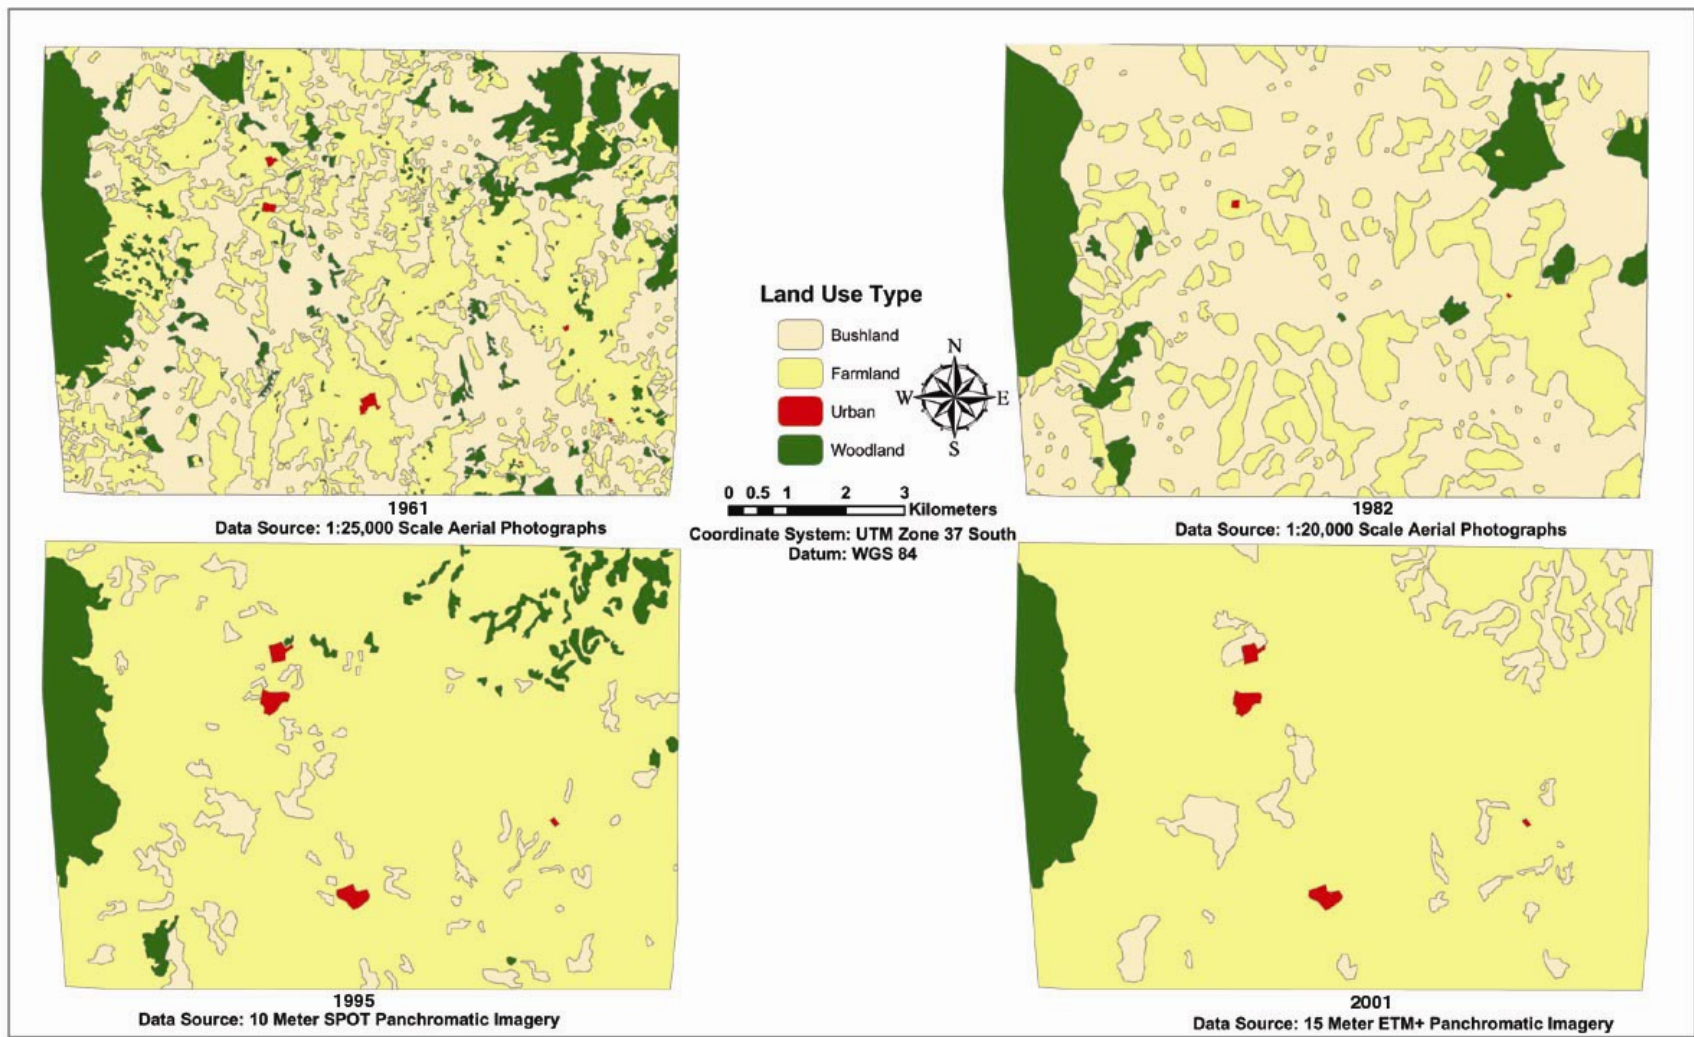 Land Use Type
Bushland
Farmland
Urban
Woodland
N
W E
S
0 0.5 1 2 3
Kilometers
Coordinate System: UTM Zone 37 South
Datum: WGS 84
1961
Data Source: 1:25,000 Scale Aerial Photographs
1982
Data Source: 1:20,000 Scale Aerial Photographs
1995
Data Source: 10 Meter SPOT Panchromatic Imagery
2001
Data Source: 15 Meter ETM+ Panchromatic Imagery